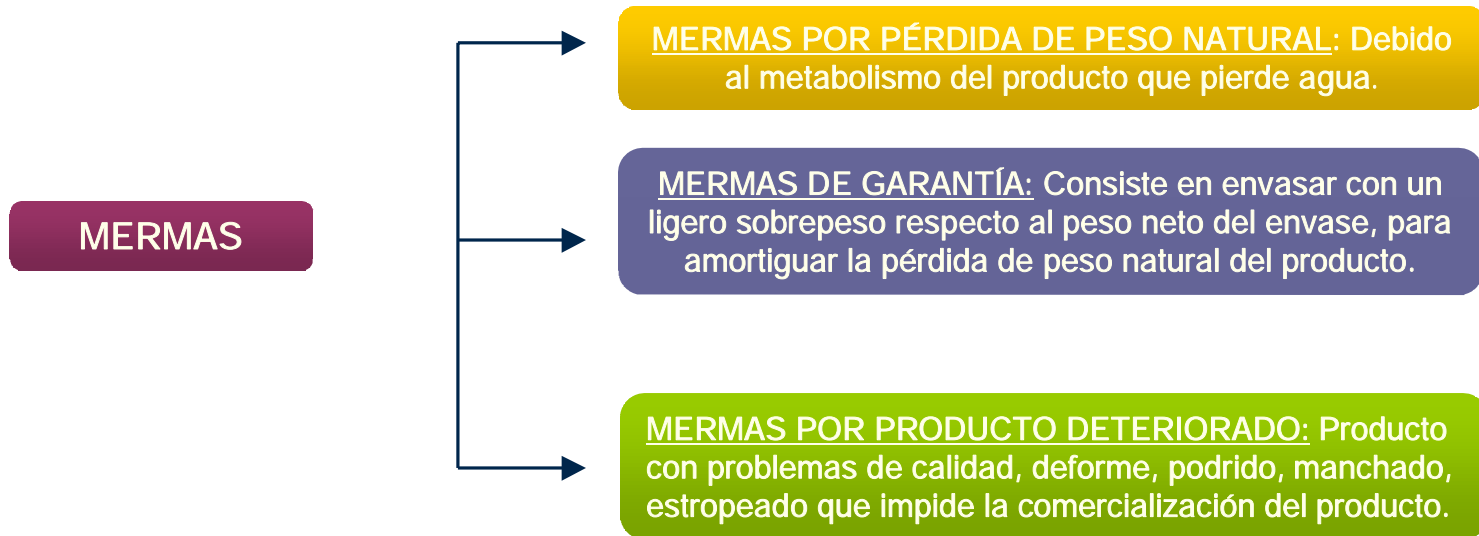 MERMAS
MERMAS POR PÉRDIDA DE PESO NATURAL: Debido
al metabolismo del producto que pierde agua.
MERMAS DE GARANTÍA: Consiste en envasar con un
ligero sobrepeso respecto al peso neto del envase, para
amortiguar la pérdida de peso natural del producto.
MERMAS POR PRODUCTO DETERIORADO: Producto
con problemas de calidad, deforme, podrido, manchado,
estropeado que impide la comercialización del producto.